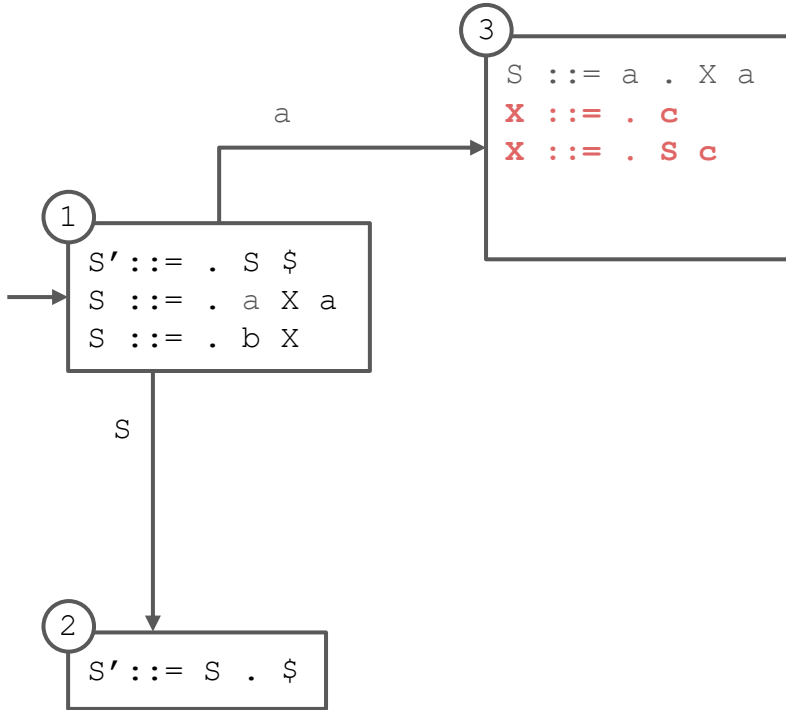 3
S ::= a . X a
X ::= . c
X ::= . S c
a
1
S'::= . S $
S ::= . a X a
S ::= . b X
S
2
S'::= S . $